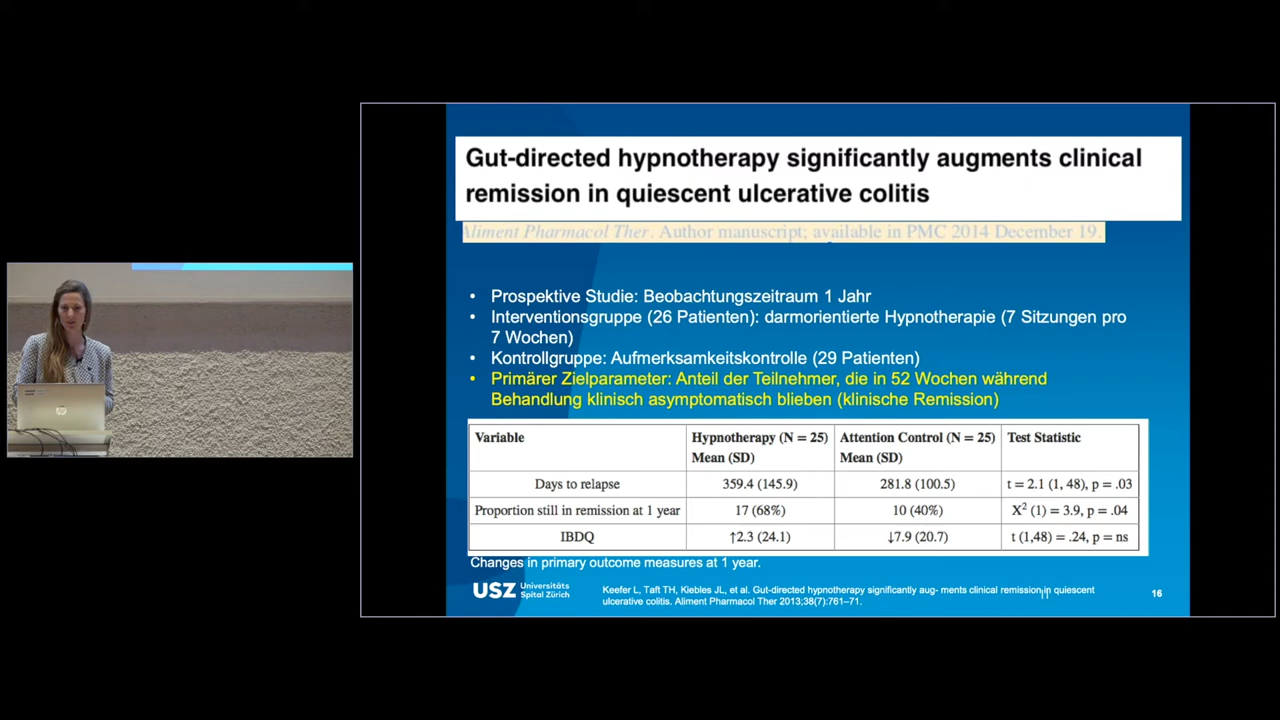 Gut-directed hypnotherapy significantly augments clinical
remission in quiescent ulcerative colitis
Aliment Pharmacol Ther. Author manuscript; available in PMC 2014 December 19.
• Prospektive Studie: Beobachtungszeitraum 1 Jahr
• Interventionsgruppe (26 Patienten): darmorientierte Hypnotherapie (7 Sitzungen pro
7 Wochen)
• Kontrollgruppe: Aufmerksamkeitskontrolle (29 Patienten)
• Primärer Zielparameter: Anteil der Teilnehmer, die in 52 Wochen während
Behandlung klinisch asymptomatisch blieben (klinische Remission)
Variable Hypnotherapy (N = 25) Attention Control (N = 25) Test Statistic
Mean (SD) Mean (SD)
Days to relapse 359.4 (145.9) 281.8 (100.5) t = 2.1 (1, 48), p = .03
Proportion still in remission at 1 year 17 (68%) 10 (40%) X² (1) = 3.9, p = .04
IBDQ ↑2.3 (24.1) ↓7.9 (20.7) t (1,48) = .24, p = ns
Changes in primary outcome measures at 1 year.
USZ Universitäts
Spital Zürich
Keefer L, Taft TH, Kiebles JL, et al. Gut-directed hypnotherapy significantly aug- ments clinical remission in quiescent
ulcerative colitis. Aliment Pharmacol Ther 2013;38(7):761–71.
16
hp